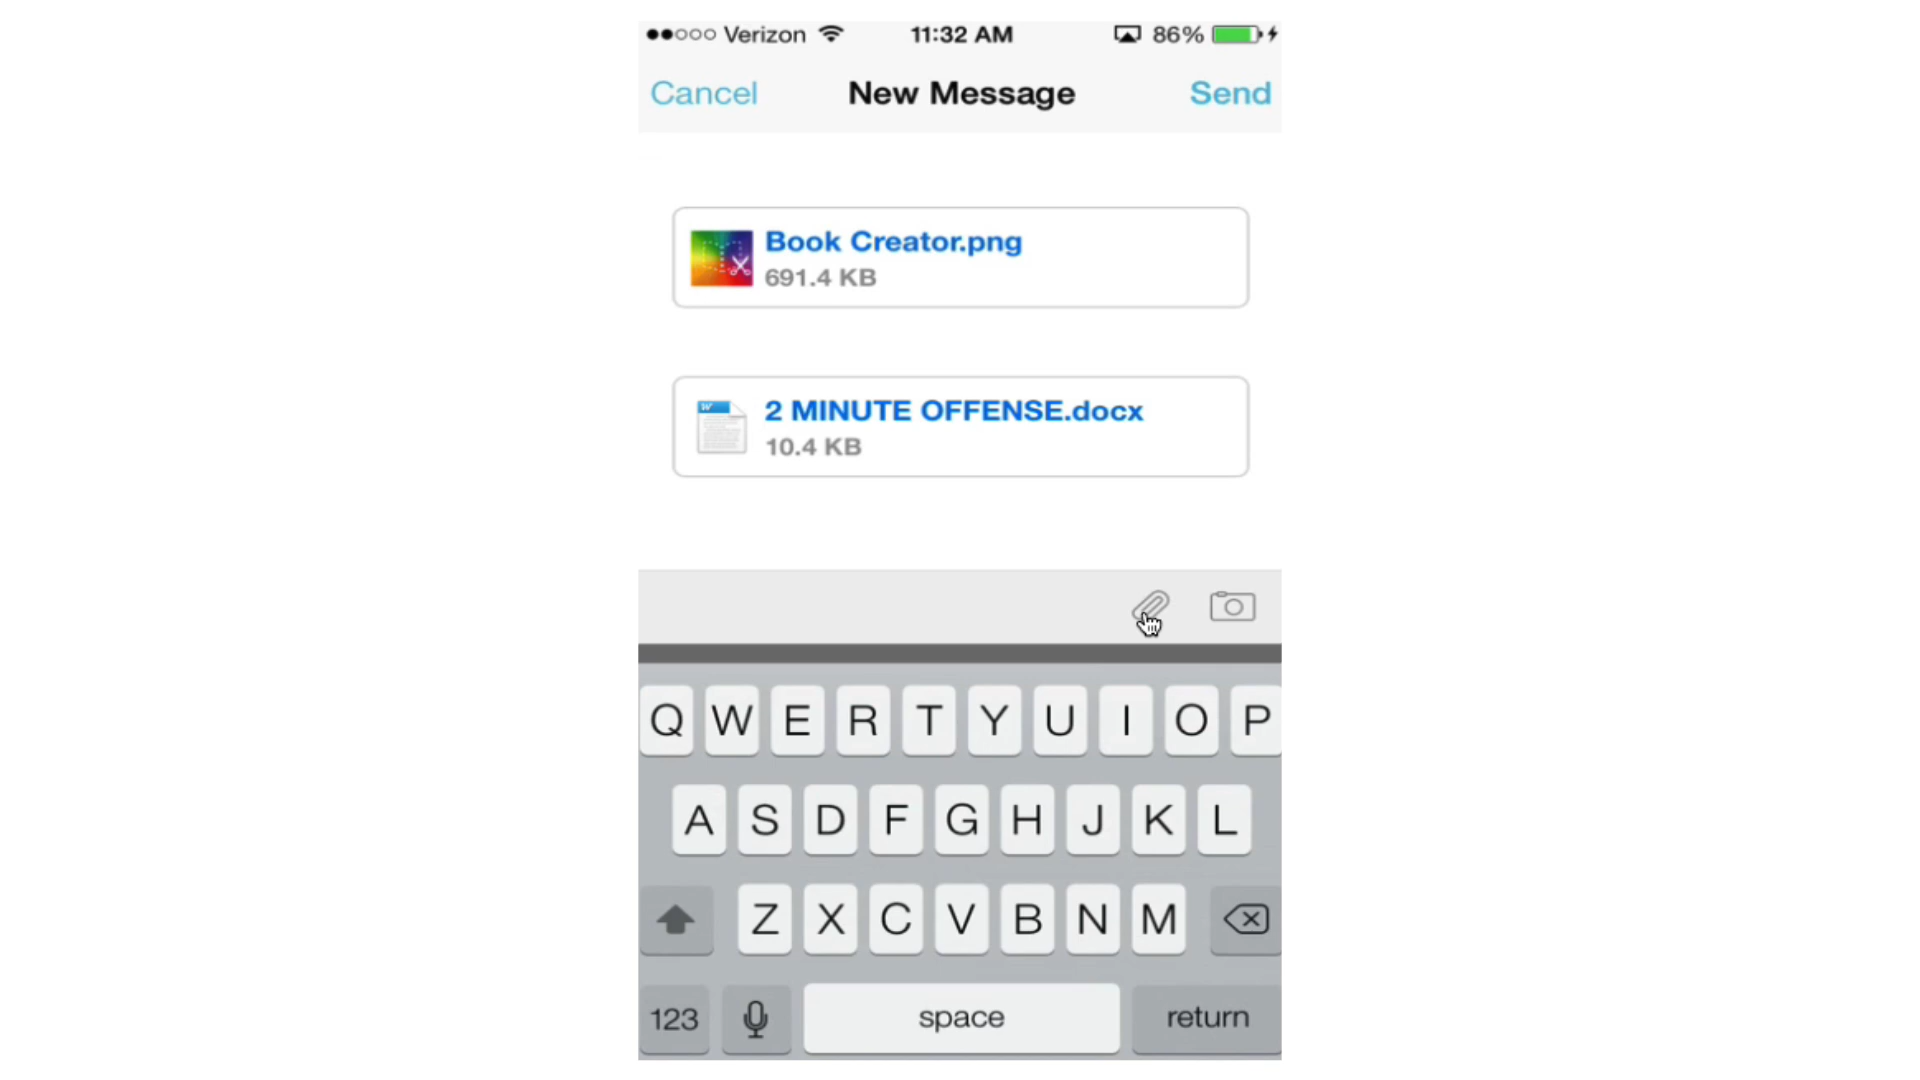 Verizon 11:32 AM 86%
Cancel New Message Send
Book Creator.png
691.4 KB
W
2 MINUTE OFFENSE.docx
10.4 KB
Q W E R T Y U I O P
A S D F G H J K L
Z X C V B N M
123 space return